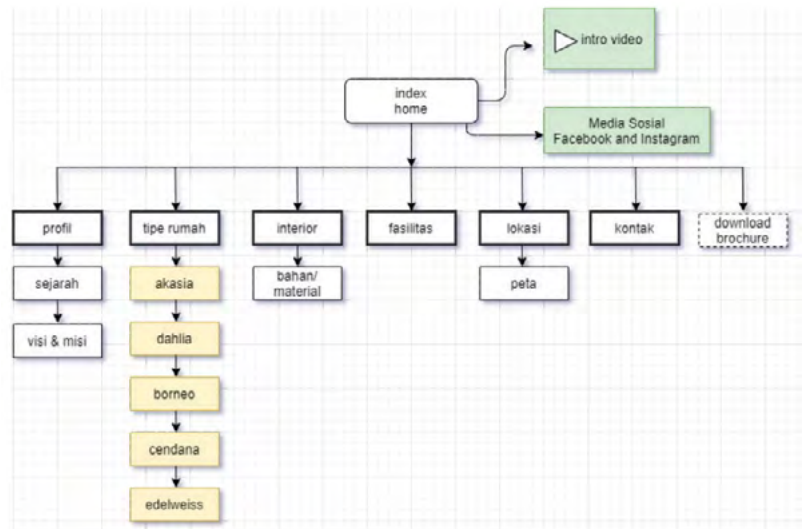 intro video
index
home
Media Sosial
Facebook and Instagram
profil
tipe rumah
interior
fasilitas
lokasi
kontak
download
brochure
sejarah
akasia
bahan/
material
peta
visi & misi
dahlia
borneo
cendana
edelweiss